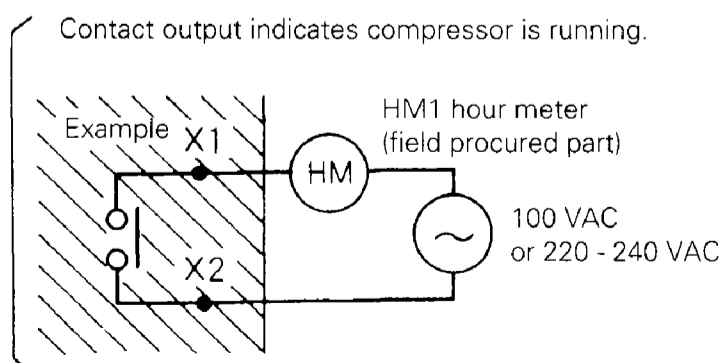 Contact output indicates compressor is running.
Example
X1
X2
HM
HM1 hour meter
(field procured part)
100 VAC
or 220 - 240 VAC